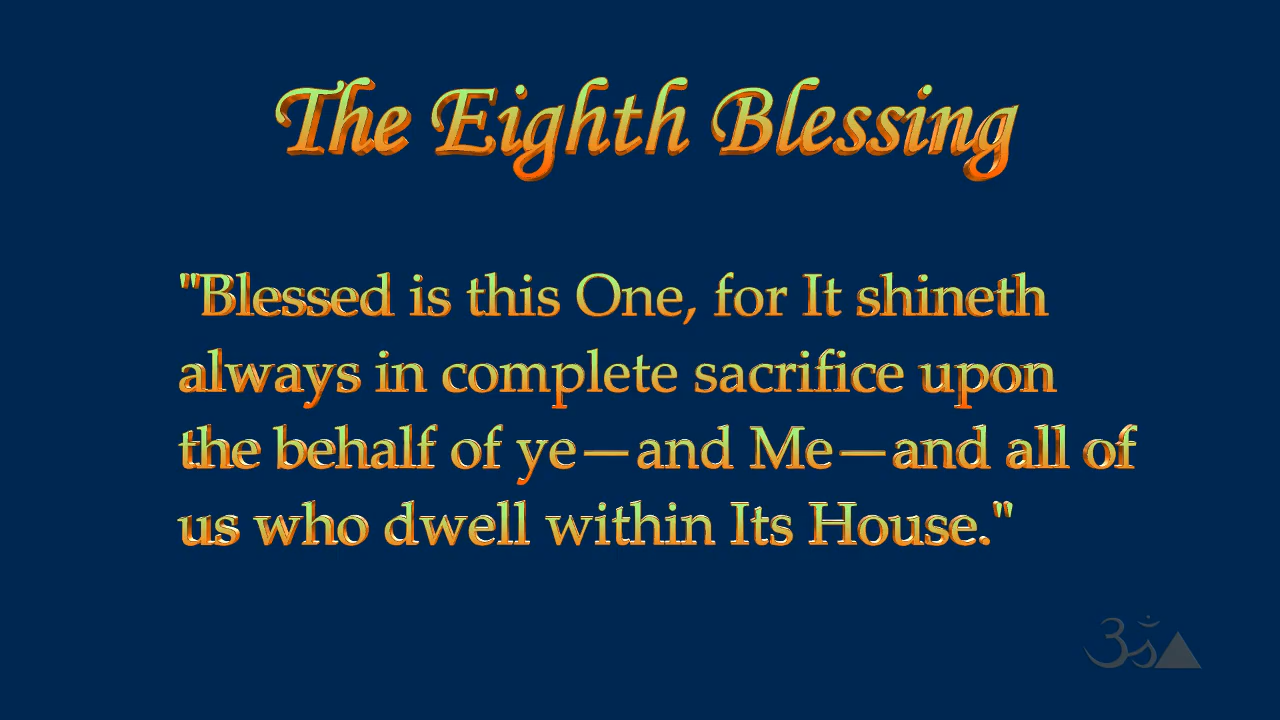 The Eighth Blessing
"Blessed is this One, for It shineth
always in complete sacrifice upon
the behalf of ye—and Me—and all of
us who dwell within Its House."